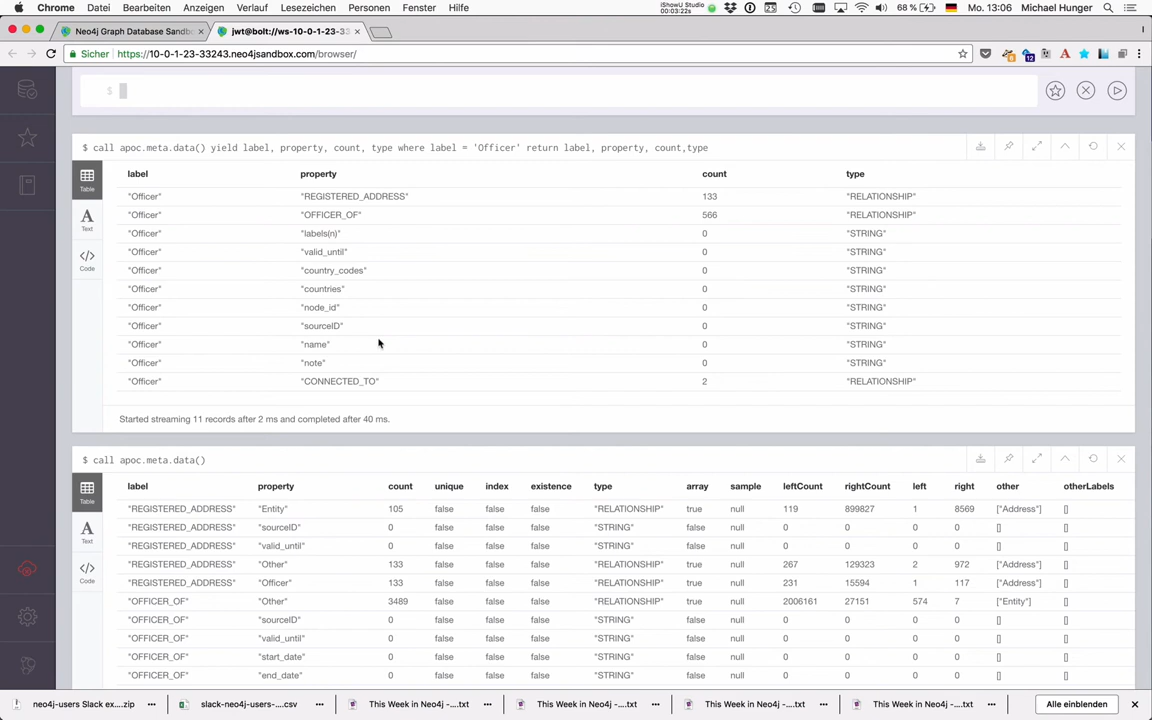 Chrome Datei Bearbeiten Anzeigen Verlauf Lesezeichen Personen Fenster Hilfe iShowU Studio 00:03:22s 68 % Mo. 13:06 Michael Hunger
Neo4j Graph Database Sandbo × jwt@bolt://ws-10-0-1-23-33 ×
Sicher https://10-0-1-23-33243.neo4jsandbox.com/browser/
$
$ call apoc.meta.data() yield label, property, count, type where label = 'Officer' return label, property, count,type
Table
Text
Code
label property count type
"Officer" "REGISTERED_ADDRESS" 133 "RELATIONSHIP"
"Officer" "OFFICER_OF" 566 "RELATIONSHIP"
"Officer" "labels(n)" 0 "STRING"
"Officer" "valid_until" 0 "STRING"
"Officer" "country_codes" 0 "STRING"
"Officer" "countries" 0 "STRING"
"Officer" "node_id" 0 "STRING"
"Officer" "sourceID" 0 "STRING"
"Officer" "name" 0 "STRING"
"Officer" "note" 0 "STRING"
"Officer" "CONNECTED_TO" 2 "RELATIONSHIP"
Started streaming 11 records after 2 ms and completed after 40 ms.
$ call apoc.meta.data()
Table
Text
Code
label property count unique index existence type array sample leftCount rightCount left right other otherLabels
"REGISTERED_ADDRESS" "Entity" 105 false false false "RELATIONSHIP" true null 119 899827 1 8569 ["Address"] []
"REGISTERED_ADDRESS" "sourceID" 0 false false false "STRING" false null 0 0 0 0 [] []
"REGISTERED_ADDRESS" "valid_until" 0 false false false "STRING" false null 0 0 0 0 [] []
"REGISTERED_ADDRESS" "Other" 133 false false false "RELATIONSHIP" true null 267 129323 2 972 ["Address"] []
"REGISTERED_ADDRESS" "Officer" 133 false false false "RELATIONSHIP" true null 231 15594 1 117 ["Address"] []
"OFFICER_OF" "Other" 3489 false false false "RELATIONSHIP" true null 2006161 27151 574 7 ["Entity"] []
"OFFICER_OF" "sourceID" 0 false false false "STRING" false null 0 0 0 0 [] []
"OFFICER_OF" "valid_until" 0 false false false "STRING" false null 0 0 0 0 [] []
"OFFICER_OF" "start_date" 0 false false false "STRING" false null 0 0 0 0 [] []
"OFFICER_OF" "end_date" 0 false false false "STRING" false null 0 0 0 0 [] []
neo4j-users Slack ex....zip slack-neo4j-users-....csv This Week in Neo4j -....txt This Week in Neo4j -....txt This Week in Neo4j -....txt This Week in Neo4j -....txt Alle einblenden